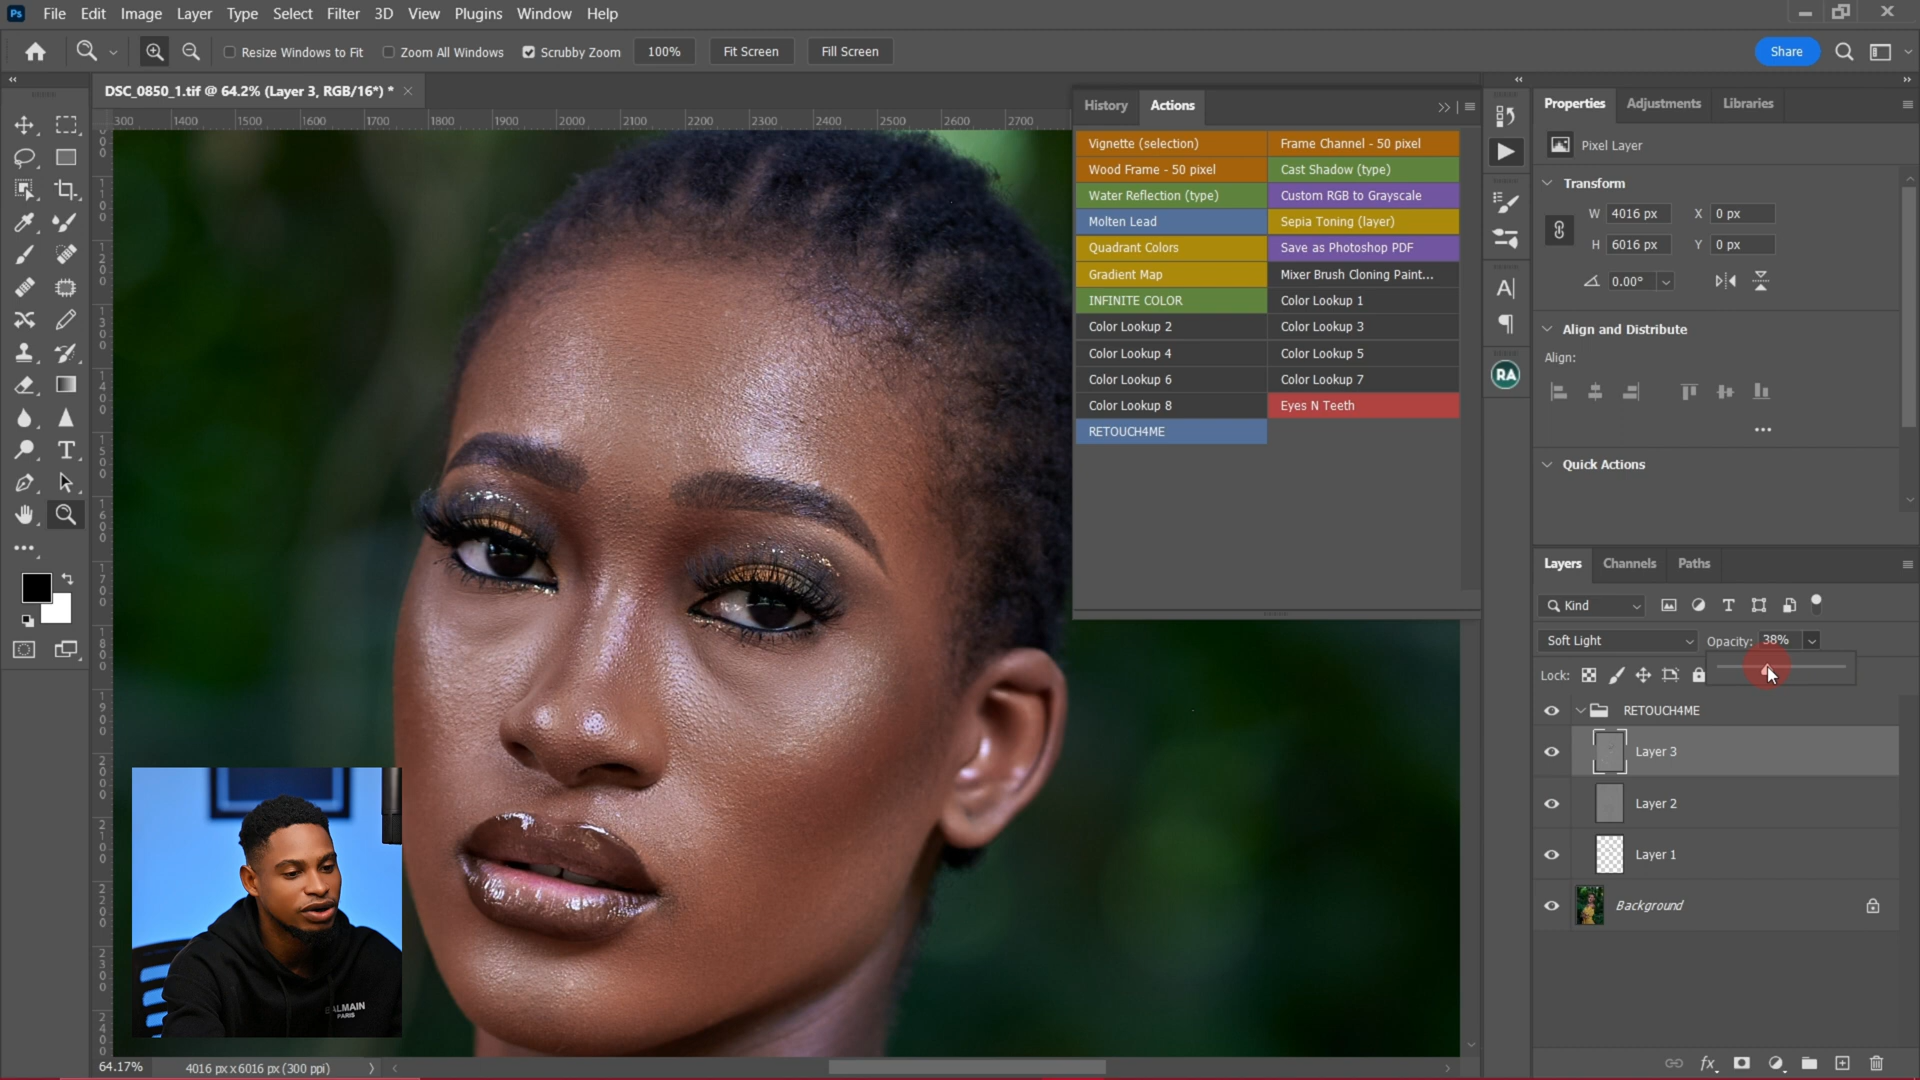 Ps File Edit Image Layer Type Select Filter 3D View Plugins Window Help
Resize Windows to Fit Zoom All Windows Scrubby Zoom 100% Fit Screen Fill Screen Share
DSC_0850_1.tif @ 64.2% (Layer 3, RGB/16*) *
300 1400 1500 1600 1700 1800 1900 2000 2100 2200 2300 2400 2500 2600 2700
History Actions
Vignette (selection) Frame Channel - 50 pixel
Wood Frame - 50 pixel Cast Shadow (type)
Water Reflection (type) Custom RGB to Grayscale
Molten Lead Sepia Toning (layer)
Quadrant Colors Save as Photoshop PDF
Gradient Map Mixer Brush Cloning Paint...
INFINITE COLOR Color Lookup 1
Color Lookup 2 Color Lookup 3
Color Lookup 4 Color Lookup 5
Color Lookup 6 Color Lookup 7
Color Lookup 8 Eyes N Teeth
RETOUCH4ME
RA
Properties Adjustments Libraries
Pixel Layer
Transform
W 4016 px X 0 px
H 6016 px Y 0 px
0.00°
Align and Distribute
Align:
Quick Actions
Layers Channels Paths
Kind
Soft Light Opacity: 38%
Lock:
RETOUCH4ME
Layer 3
Layer 2
Layer 1
Background
BALMAIN
PARIS
64.17% 4016 px x 6016 px (300 ppi)